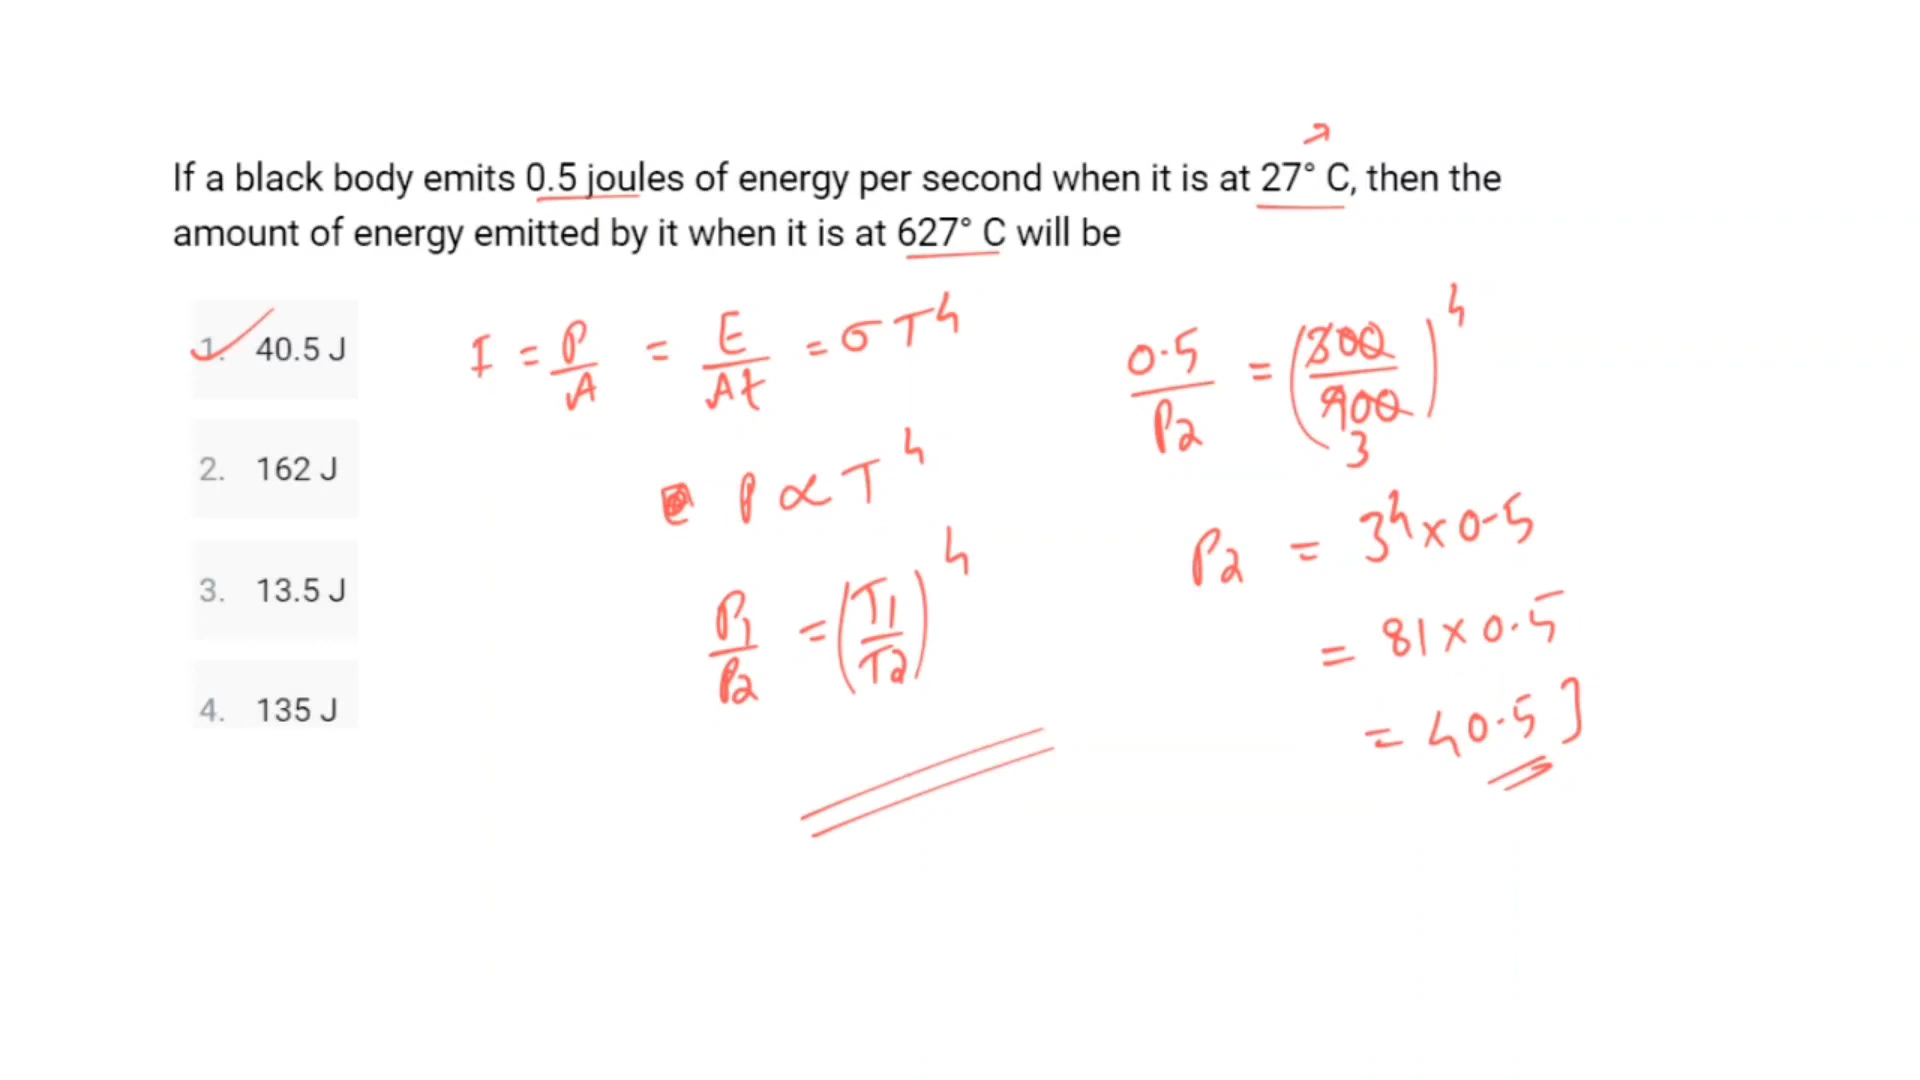 If a black body emits 0.5 joules of energy per second when it is at 27° C, then the
amount of energy emitted by it when it is at 627° C will be
1. 40.5 J
2. 162 J
3. 13.5 J
4. 135 J
I = P/A = E/At = σT⁴
P ∝ T⁴
P1/P2 = (T1/T2)⁴
0.5/P2 = (300/900)⁴
3
P2 = 3⁴ × 0.5
= 81 × 0.5
= 40.5 J